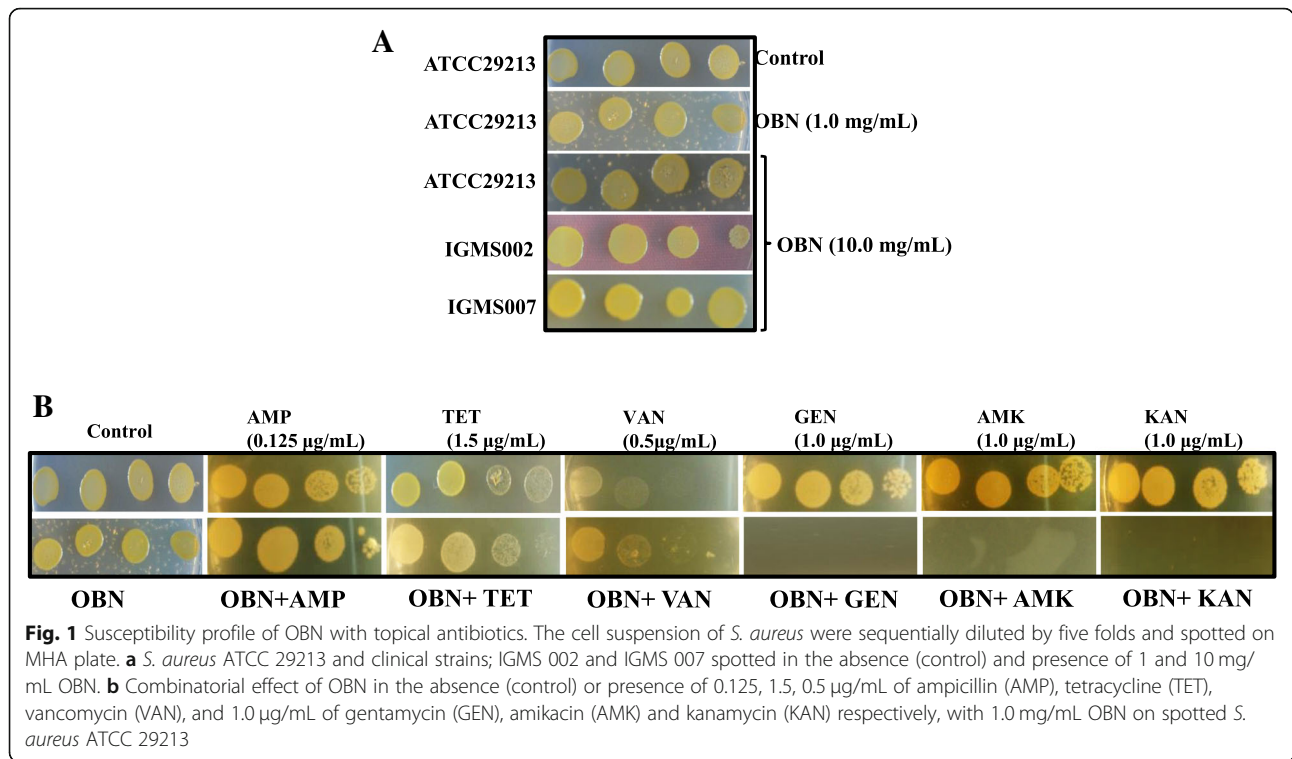 A
ATCC29213
Control
ATCC29213
OBN (1.0 mg/mL)
ATCC29213
IGMS002
OBN (10.0 mg/mL)
IGMS007
B
Control
AMP
(0.125 µg/mL)
TET
(1.5 µg/mL)
VAN
(0.5µg/mL)
GEN
(1.0 µg/mL)
AMK
(1.0 µg/mL)
KAN
(1.0 µg/mL)
OBN
OBN+AMP
OBN+ TET
OBN+ VAN
OBN+ GEN
OBN+ AMK
OBN+ KAN
Fig. 1 Susceptibility profile of OBN with topical antibiotics. The cell suspension of S. aureus were sequentially diluted by five folds and spotted on
MHA plate. a S. aureus ATCC 29213 and clinical strains; IGMS 002 and IGMS 007 spotted in the absence (control) and presence of 1 and 10 mg/
mL OBN. b Combinatorial effect of OBN in the absence (control) or presence of 0.125, 1.5, 0.5 µg/mL of ampicillin (AMP), tetracycline (TET),
vancomycin (VAN), and 1.0 µg/mL of gentamycin (GEN), amikacin (AMK) and kanamycin (KAN) respectively, with 1.0 mg/mL OBN on spotted S.
aureus ATCC 29213